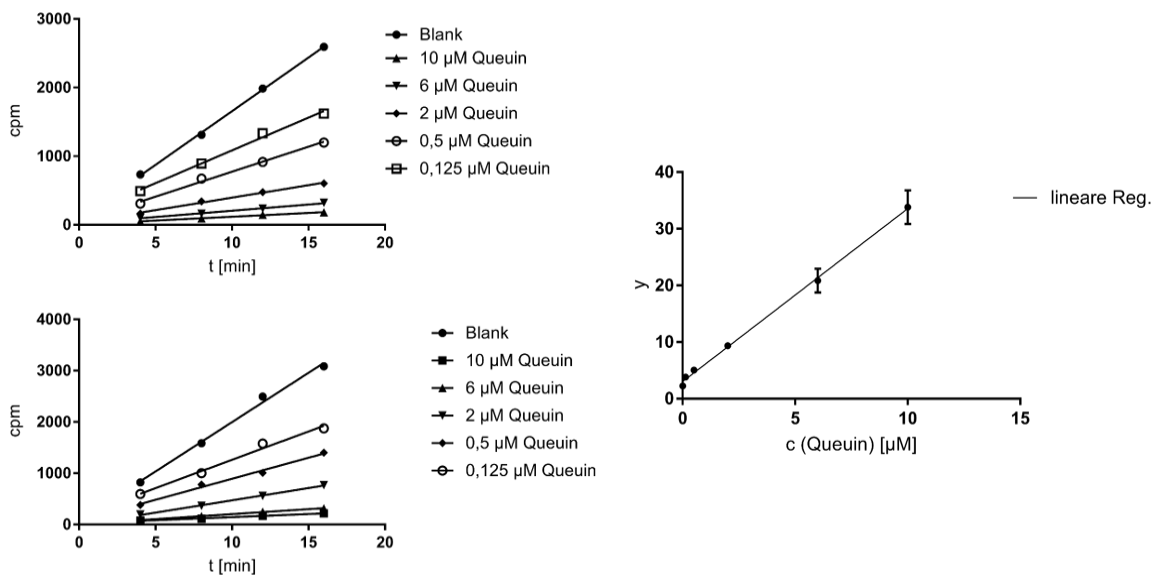 3000
2000
1000
0
cpm
0 5 10 15 20
t [min]
Blank
10 µM Queuin
6 µM Queuin
2 µM Queuin
0,5 µM Queuin
0,125 µM Queuin
4000
3000
2000
1000
0
cpm
0 5 10 15 20
t [min]
Blank
10 µM Queuin
6 µM Queuin
2 µM Queuin
0,5 µM Queuin
0,125 µM Queuin
40
30
20
10
0
y
0 5 10 15
c (Queuin) [µM]
lineare Reg.